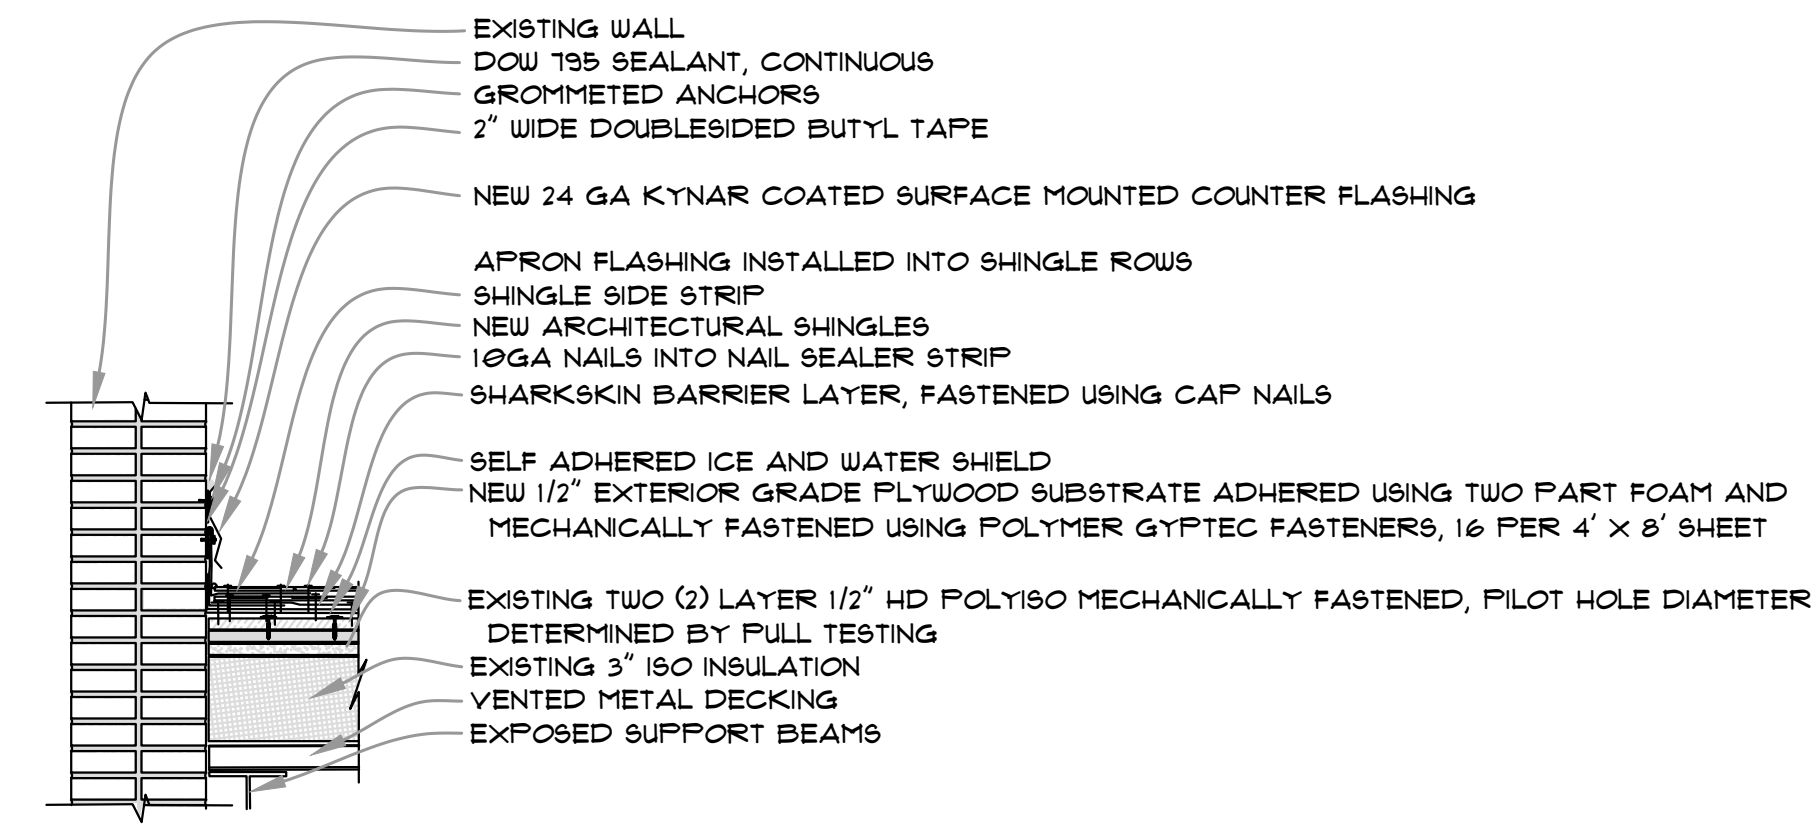 EXISTING WALL
DOW 795 SEALANT, CONTINUOUS
GROMMETED ANCHORS
2" WIDE DOUBLESIDED BUTYL TAPE
NEW 24 GA KYNAR COATED SURFACE MOUNTED COUNTER FLASHING
APRON FLASHING INSTALLED INTO SHINGLE ROWS
SHINGLE SIDE STRIP
NEW ARCHITECTURAL SHINGLES
10GA NAILS INTO NAIL SEALER STRIP
SHARKSKIN BARRIER LAYER, FASTENED USING CAP NAILS
SELF ADHERED ICE AND WATER SHIELD
NEW 1/2" EXTERIOR GRADE PLYWOOD SUBSTRATE ADHERED USING TWO PART FOAM AND
MECHANICALLY FASTENED USING POLYMER GYPTEC FASTENERS, 16 PER 4' X 8' SHEET
EXISTING TWO (2) LAYER 1/2" HD POLYISO MECHANICALLY FASTENED, PILOT HOLE DIAMETER
DETERMINED BY PULL TESTING
EXISTING 3" ISO INSULATION
VENTED METAL DECKING
EXPOSED SUPPORT BEAMS